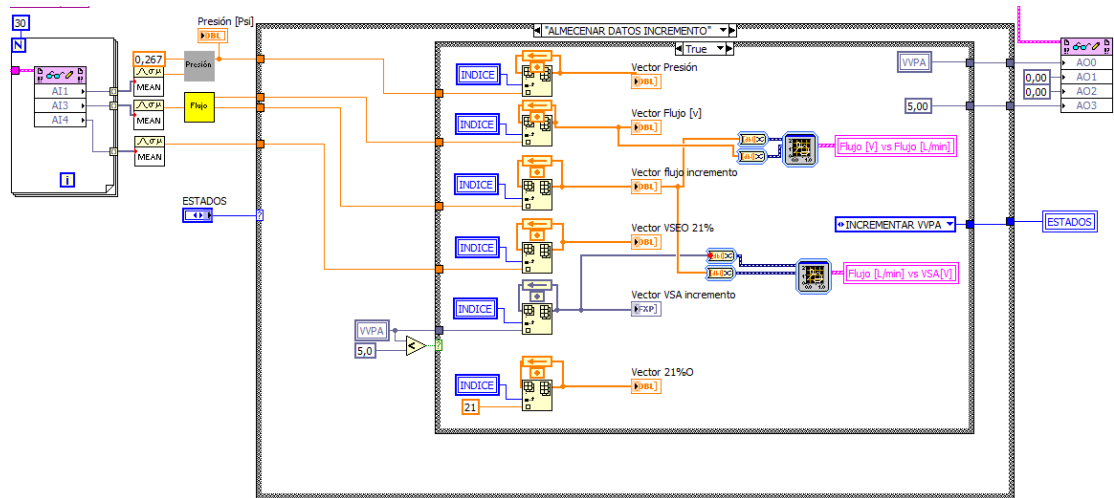 30
N
AI1
AI3
AI4
i
0,267
MEAN
MEAN
MEAN
Presión [Psi]
DBL
Presión
Flujo
ESTADOS
"ALMECENAR DATOS INCREMENTO"
True
INDICE
Vector Presión
DBL]
INDICE
Vector Flujo [v]
DBL]
INDICE
Vector flujo incremento
DBL]
INDICE
Vector VSEO 21%
DBL]
INDICE
Vector VSA incremento
FXP]
INDICE
21
Vector 21%O
DBL]
VVPA
5,0
<
?
?
Flujo [V] vs Flujo [L/min]
Flujo [L/min] vs VSA[V]
INCREMENTAR VVPA
ESTADOS
VVPA
5,00
0,00
0,00
AO0
AO1
AO2
AO3